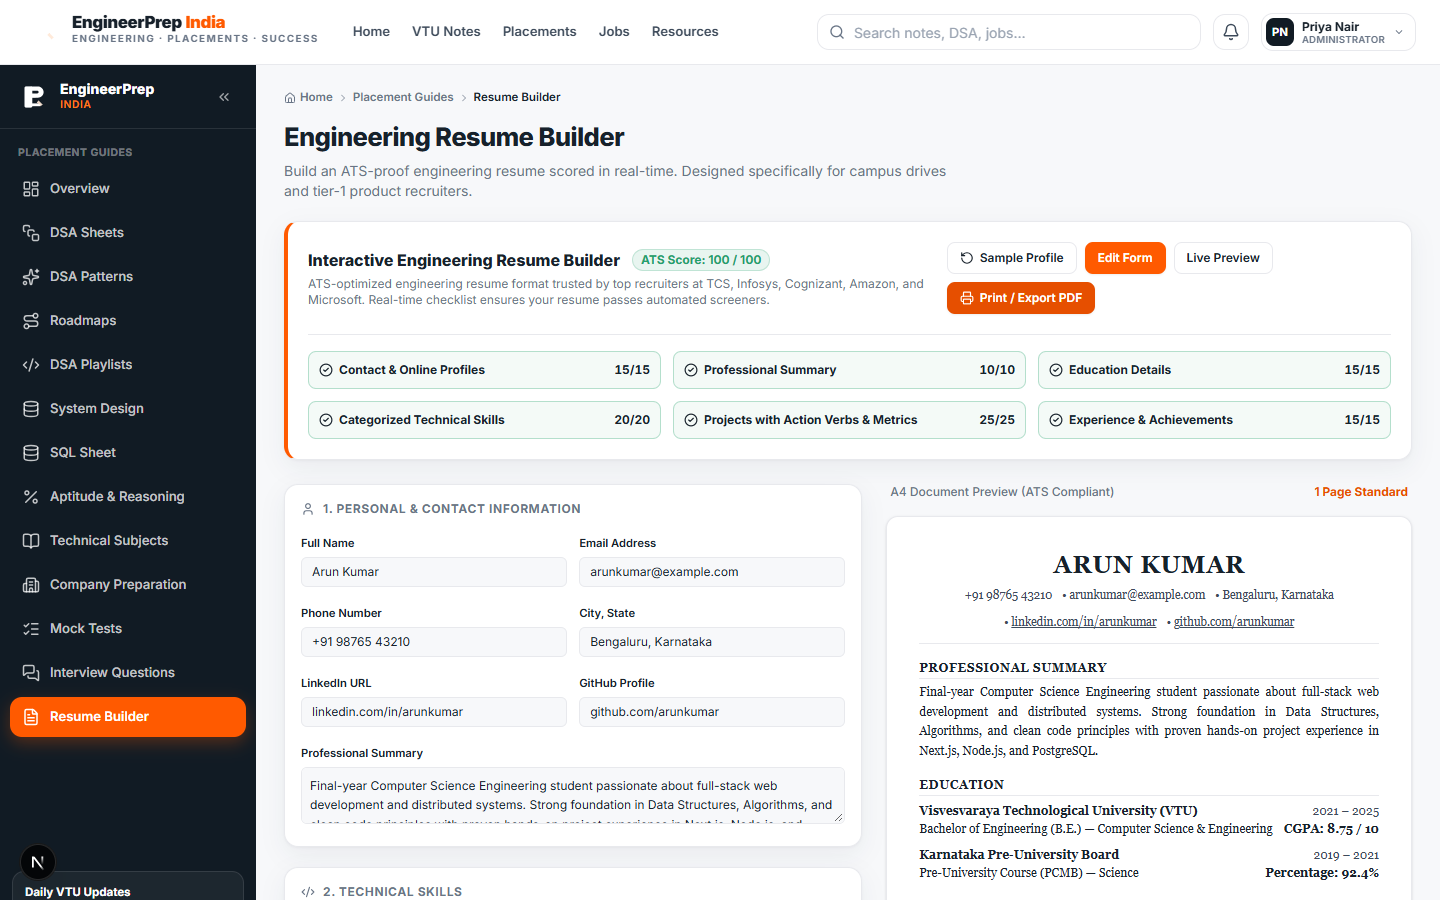 EngineerPrep India
ENGINEERING · PLACEMENTS · SUCCESS
Home
VTU Notes
Placements
Jobs
Resources
Search notes, DSA, jobs...
PN
Priya Nair
ADMINISTRATOR
EngineerPrep
INDIA
PLACEMENT GUIDES
Overview
DSA Sheets
DSA Patterns
Roadmaps
DSA Playlists
System Design
SQL Sheet
Aptitude & Reasoning
Technical Subjects
Company Preparation
Mock Tests
Interview Questions
Resume Builder
N
Daily VTU Updates
Home
Placement Guides
Resume Builder
Engineering Resume Builder
Build an ATS-proof engineering resume scored in real-time. Designed specifically for campus drives
and tier-1 product recruiters.
Interactive Engineering Resume Builder
ATS Score: 100 / 100
ATS-optimized engineering resume format trusted by top recruiters at TCS, Infosys, Cognizant, Amazon, and
Microsoft. Real-time checklist ensures your resume passes automated screeners.
Sample Profile
Edit Form
Live Preview
Print / Export PDF
Contact & Online Profiles 15/15
Professional Summary 10/10
Education Details 15/15
Categorized Technical Skills 20/20
Projects with Action Verbs & Metrics 25/25
Experience & Achievements 15/15
1. PERSONAL & CONTACT INFORMATION
Full Name
Arun Kumar
Email Address
arunkumar@example.com
Phone Number
+91 98765 43210
City, State
Bengaluru, Karnataka
LinkedIn URL
linkedin.com/in/arunkumar
GitHub Profile
github.com/arunkumar
Professional Summary
Final-year Computer Science Engineering student passionate about full-stack web
development and distributed systems. Strong foundation in Data Structures, Algorithms, and
clean code principles with proven hands-on project experience in Next.js, Node.js, and
2. TECHNICAL SKILLS
A4 Document Preview (ATS Compliant)
1 Page Standard
ARUN KUMAR
+91 98765 43210 • arunkumar@example.com • Bengaluru, Karnataka
• linkedin.com/in/arunkumar • github.com/arunkumar
PROFESSIONAL SUMMARY
Final-year Computer Science Engineering student passionate about full-stack web
development and distributed systems. Strong foundation in Data Structures,
Algorithms, and clean code principles with proven hands-on project experience in
Next.js, Node.js, and PostgreSQL.
EDUCATION
Visvesvaraya Technological University (VTU) 2021 – 2025
Bachelor of Engineering (B.E.) — Computer Science & Engineering CGPA: 8.75 / 10
Karnataka Pre-University Board 2019 – 2021
Pre-University Course (PCMB) — Science Percentage: 92.4%